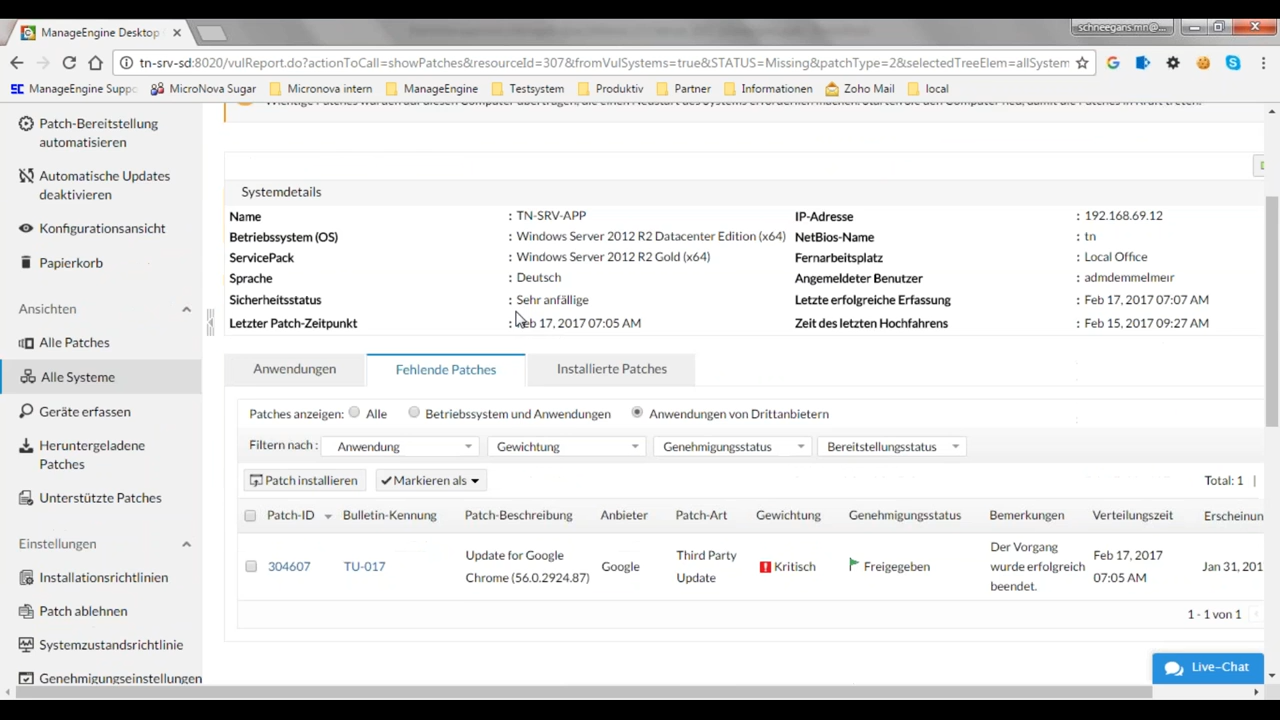 ManageEngine Desktop
schneegans.mn@...
tn-srv-sd:8020/vulReport.do?actionToCall=showPatches&resourceId=307&fromVulSystems=true&STATUS=Missing&patchType=2&selectedTreeElem=allSystem
ManageEngine Suppo
MicroNova Sugar
Micronova intern
ManageEngine
Testsystem
Produktiv
Partner
Informationen
Zoho Mail
local
Patch-Bereitstellung
automatisieren
Automatische Updates
deaktivieren
Konfigurationsansicht
Papierkorb
Ansichten
Alle Patches
Alle Systeme
Geräte erfassen
Heruntergeladene
Patches
Unterstützte Patches
Einstellungen
Installationsrichtlinien
Patch ablehnen
Systemzustandsrichtlinie
Genehmigungseinstellungen
Systemdetails
Name : TN-SRV-APP IP-Adresse : 192.168.69.12
Betriebssystem (OS) : Windows Server 2012 R2 Datacenter Edition (x64) NetBios-Name : tn
ServicePack : Windows Server 2012 R2 Gold (x64) Fernarbeitsplatz : Local Office
Sprache : Deutsch Angemeldeter Benutzer : admdemmelmeir
Sicherheitsstatus : Sehr anfällige Letzte erfolgreiche Erfassung : Feb 17, 2017 07:07 AM
Letzter Patch-Zeitpunkt : Feb 17, 2017 07:05 AM Zeit des letzten Hochfahrens : Feb 15, 2017 09:27 AM
Anwendungen Fehlende Patches Installierte Patches
Patches anzeigen: Alle Betriebssystem und Anwendungen Anwendungen von Drittanbietern
Filtern nach : Anwendung Gewichtung Genehmigungsstatus Bereitstellungsstatus
Patch installieren Markieren als Total: 1 |
Patch-ID Bulletin-Kennung Patch-Beschreibung Anbieter Patch-Art Gewichtung Genehmigungsstatus Bemerkungen Verteilungszeit Erscheinun
304607 TU-017 Update for Google
Chrome (56.0.2924.87) Google Third Party
Update Kritisch Freigegeben Der Vorgang
wurde erfolgreich
beendet. Feb 17, 2017
07:05 AM Jan 31, 201
1 - 1 von 1
Live-Chat